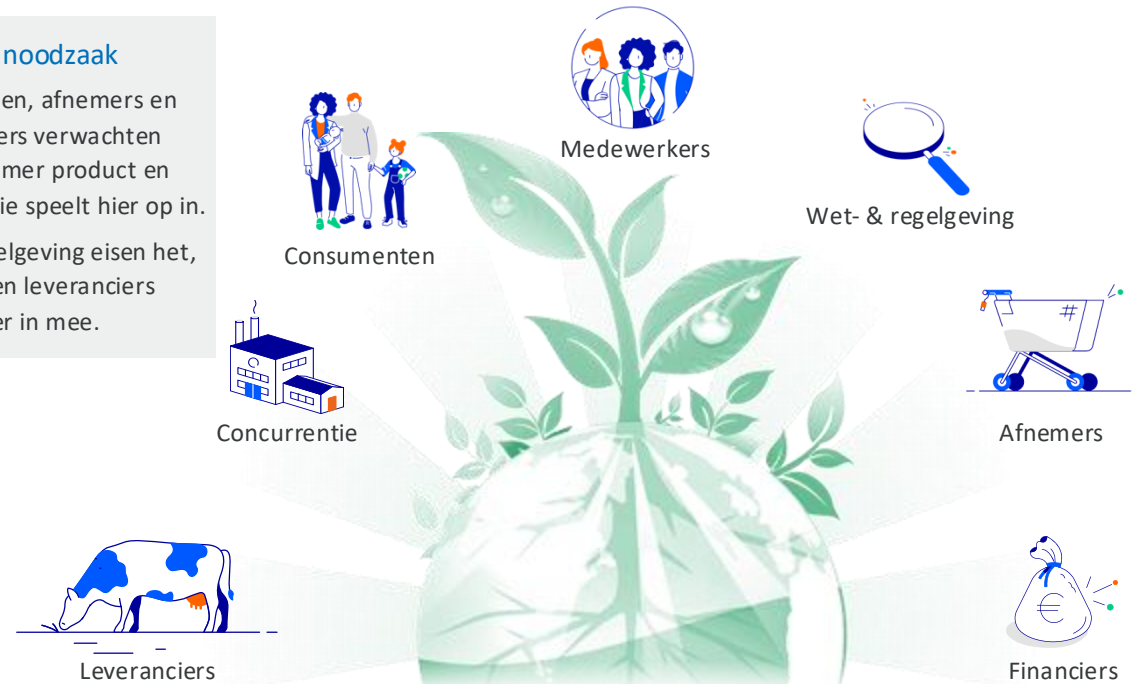 noodzaak
en, afnemers en
ers verwachten
mer product en
ie speelt hier op in.
elgeving eisen het,
en leveranciers
er in mee.
Medewerkers
Wet- & regelgeving
Consumenten
Concurrentie
Afnemers
Leveranciers
Financiers
#
€